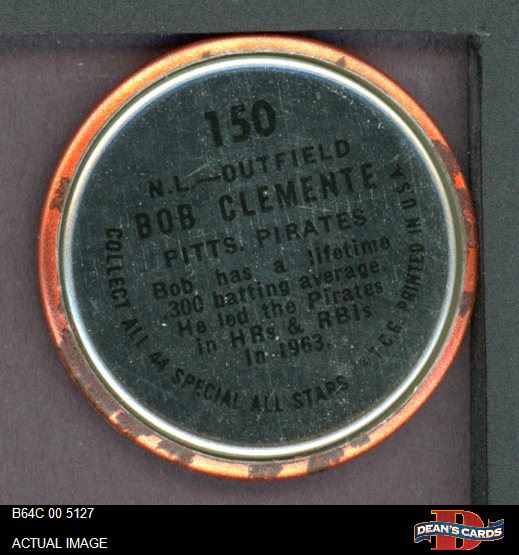 150
N.L.—OUTFIELD
BOB CLEMENTE
PITTS. PIRATES
Bob has a lifetime
.300 batting average.
He led the Pirates
in HRs & RBIs
in 1963.
COLLECT ALL 44 SPECIAL ALL STARS
T.C.G. PRINTED IN U.S.A.
B64C 00 5127
ACTUAL IMAGE
DEAN'S CARDS